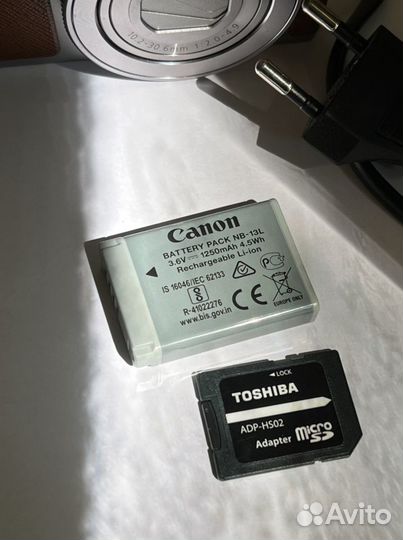 10.2-30.6mm 1:2.0-4.9
Canon
BATTERY PACK NB-13L
3.6V ⎓ 1250mAh 4.5Wh
Rechargeable Li-ion
IS 16046/IEC 62133
R-41022276
www.bis.gov.in
CE
EUROPE ONLY
LOCK
TOSHIBA
ADP-HS02
Adapter micro SD
Avito